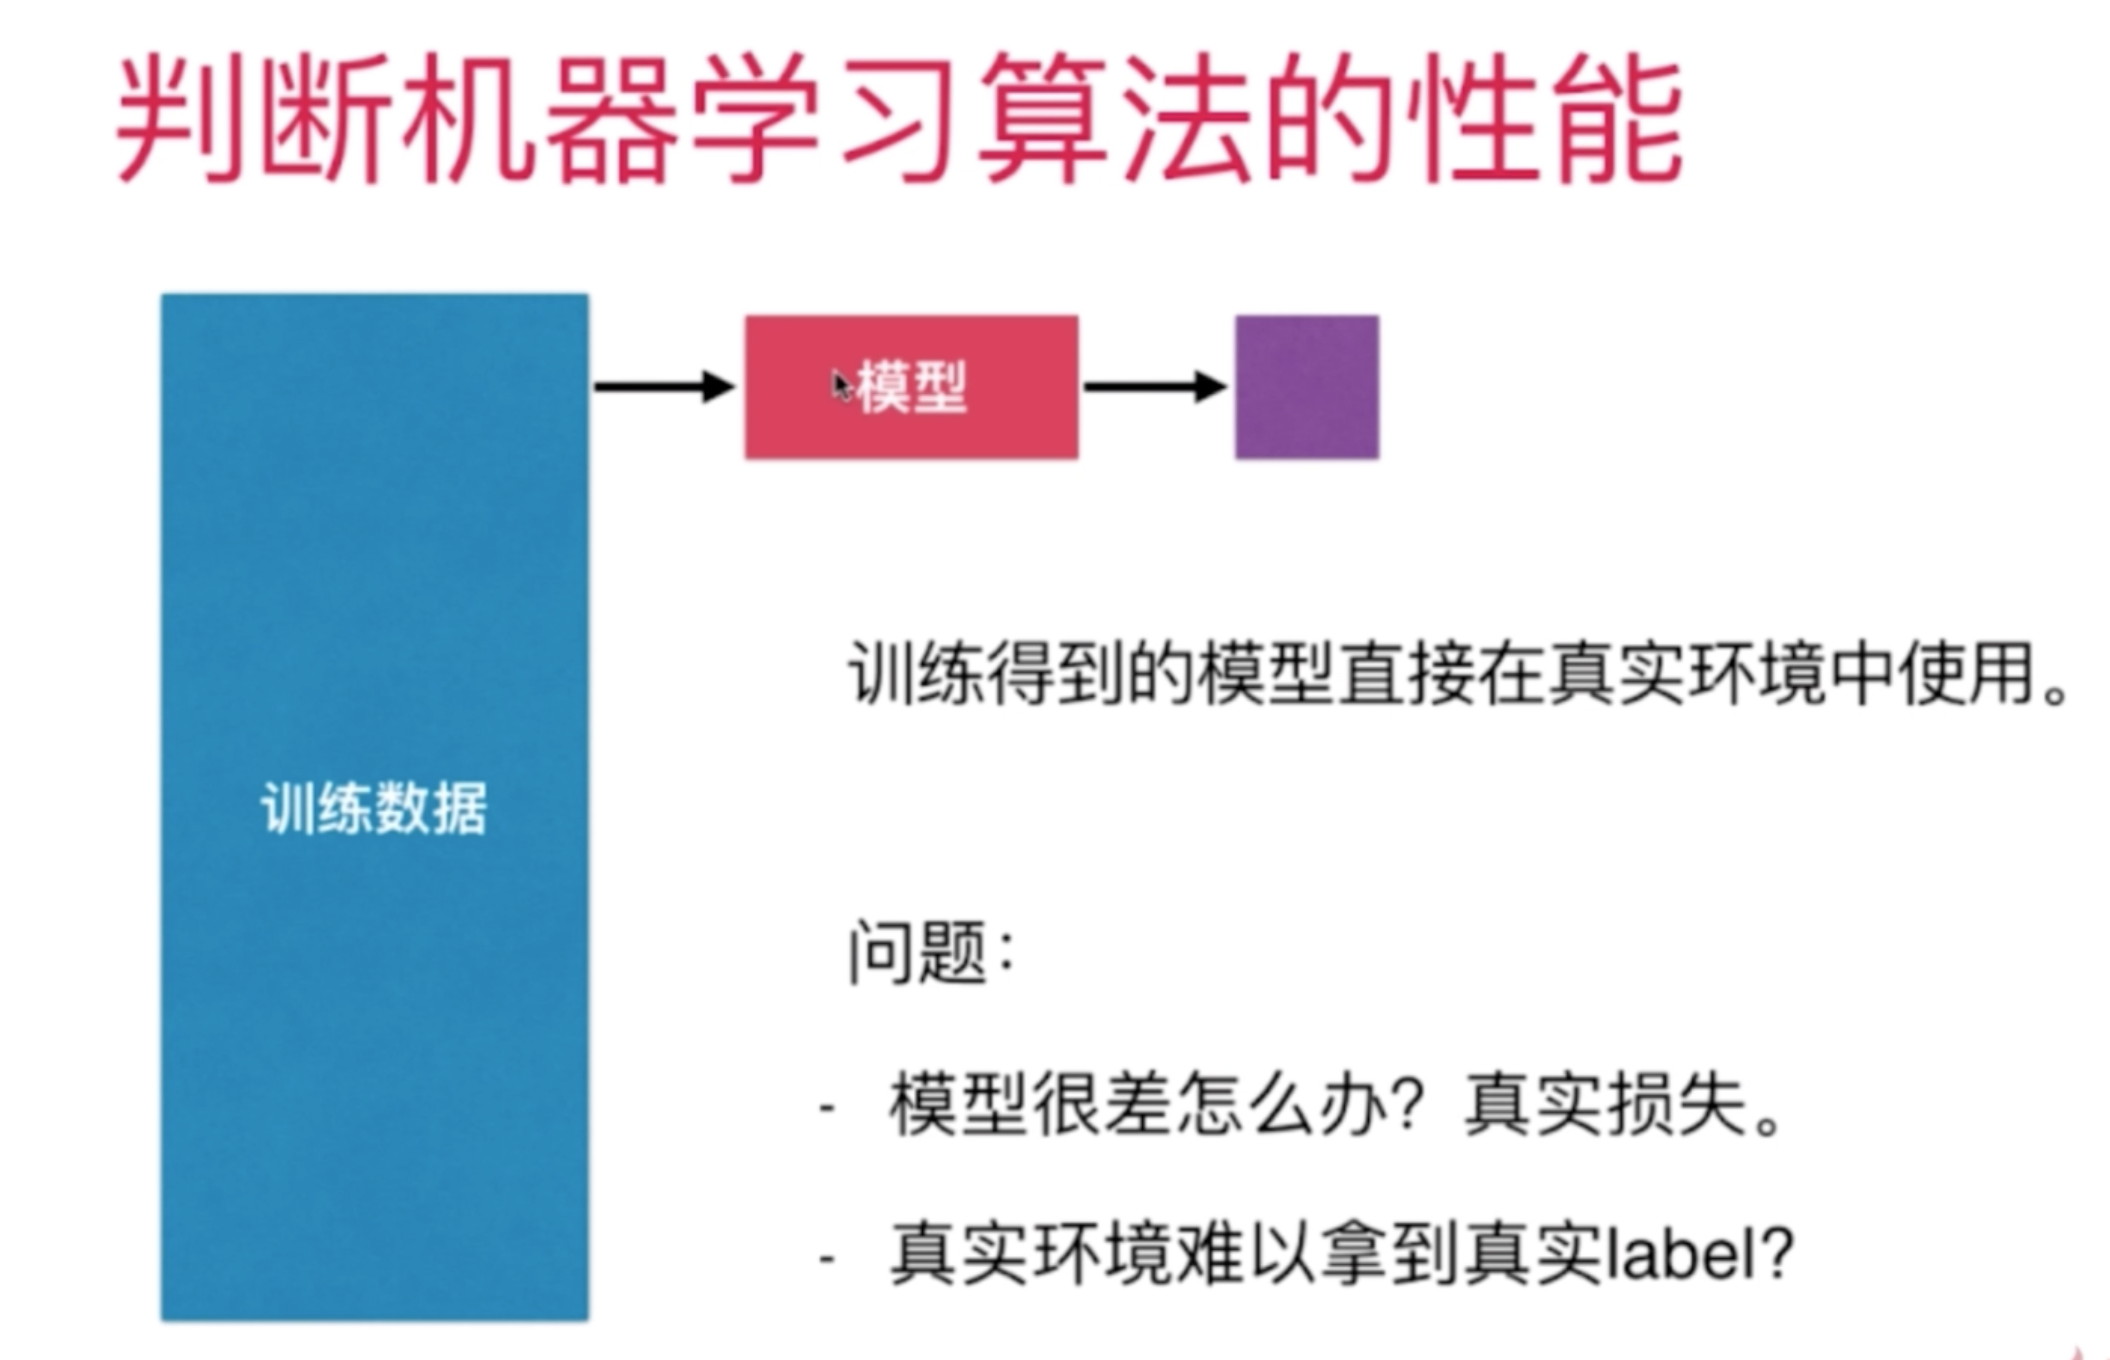 判断机器学习算法的性能
模型
训练得到的模型直接在真实环境中使用。
训练数据
问题：
- 模型很差怎么办？真实损失。
- 真实环境难以拿到真实label?